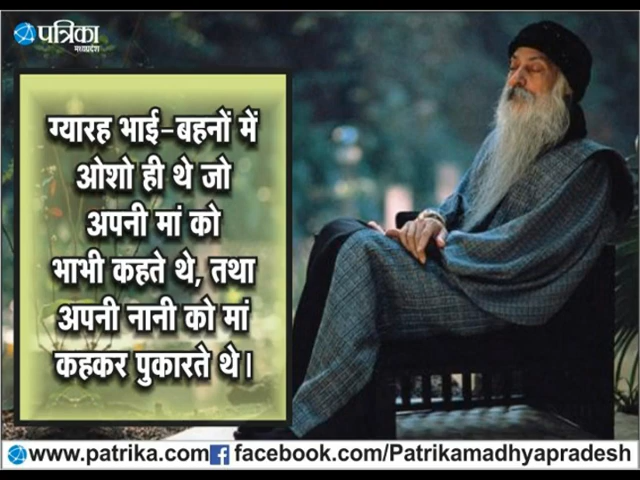 पत्रिका
मध्यप्रदेश
ग्यारह भाई-बहनों में
ओशो ही थे जो
अपनी मां को
भाभी कहते थे, तथा
अपनी नानी को मां
कहकर पुकारते थे।
www.patrika.com facebook.com/Patrikamadhyapradesh